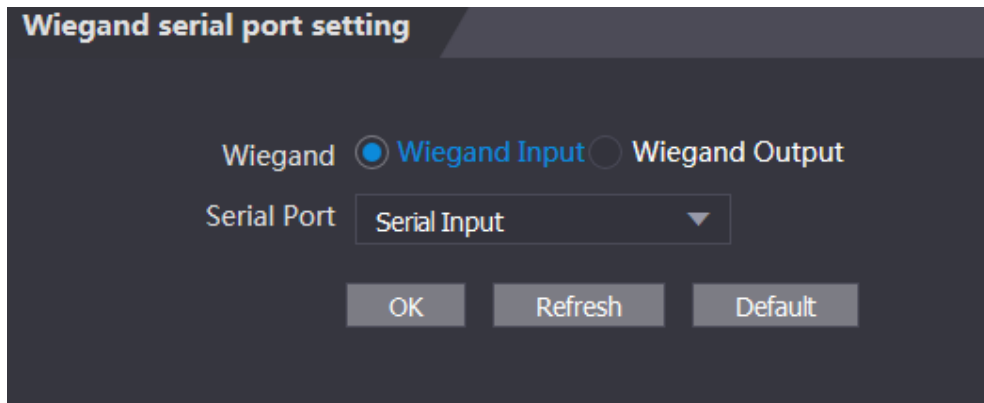 Wiegand serial port setting
Wiegand Wiegand Input Wiegand Output
Serial Port Serial Input
OK Refresh Default